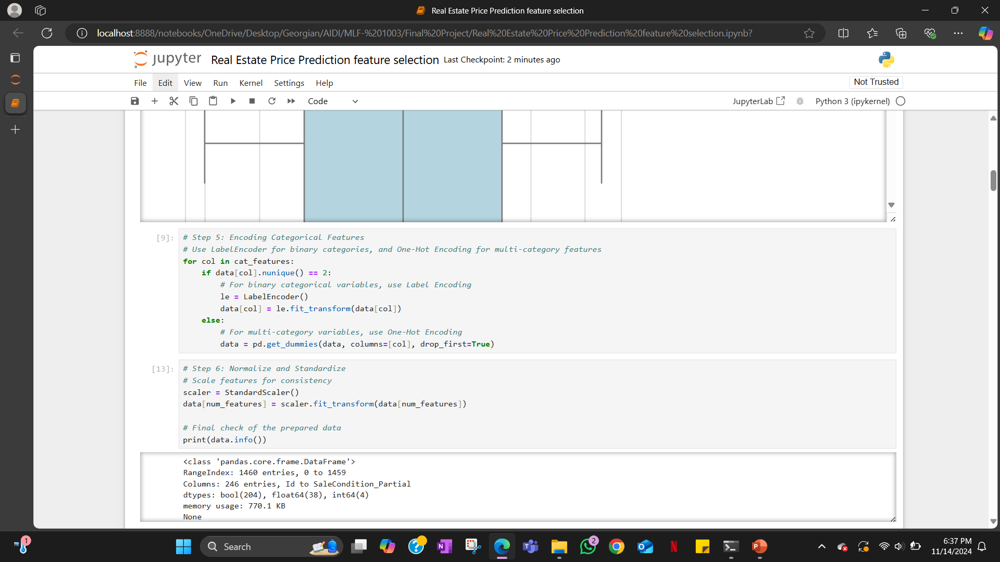 Real Estate Price Prediction feature selection
localhost:8888/notebooks/OneDrive/Desktop/Georgian/AIDI/MLF-%201003/Final%20Project/Real%20Estate%20Price%20Prediction%20feature%20selection.ipynb?
jupyter Real Estate Price Prediction feature selection Last Checkpoint: 2 minutes ago
File Edit View Run Kernel Settings Help Not Trusted
Code JupyterLab Python 3 (ipykernel)
[9]: # Step 5: Encoding Categorical Features
# Use LabelEncoder for binary categories, and One-Hot Encoding for multi-category features
for col in cat_features:
    if data[col].nunique() == 2:
        # For binary categorical variables, use Label Encoding
        le = LabelEncoder()
        data[col] = le.fit_transform(data[col])
    else:
        # For multi-category variables, use One-Hot Encoding
        data = pd.get_dummies(data, columns=[col], drop_first=True)
[13]: # Step 6: Normalize and Standardize
# Scale features for consistency
scaler = StandardScaler()
data[num_features] = scaler.fit_transform(data[num_features])
# Final check of the prepared data
print(data.info())
<class 'pandas.core.frame.DataFrame'>
RangeIndex: 1460 entries, 0 to 1459
Columns: 246 entries, Id to SaleCondition_Partial
dtypes: bool(204), float64(38), int64(4)
memory usage: 770.1 KB
None
1
Search
2
6:37 PM
11/14/2024